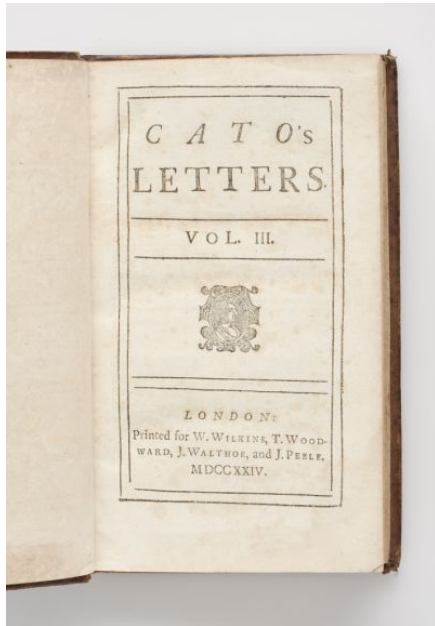 CATO's
LETTERS.
VOL. III.
LONDON:
Printed for W. WILKINS, T. WOOD-
WARD, J. WALTHOE, and J. PEELE.
MDCCXXIV.